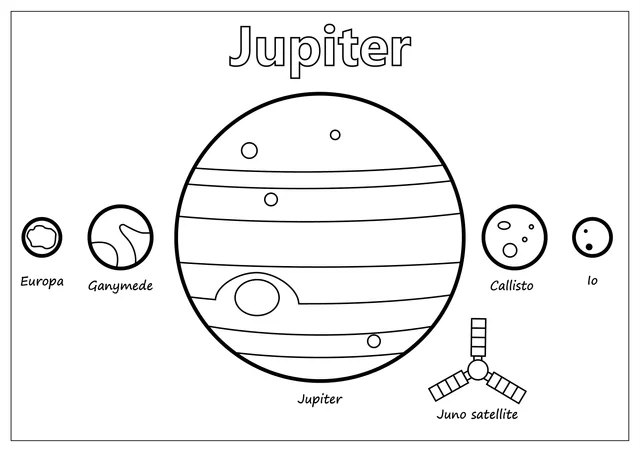 Jupiter
Europa
Ganymede
Callisto
Io
Jupiter
Juno satellite